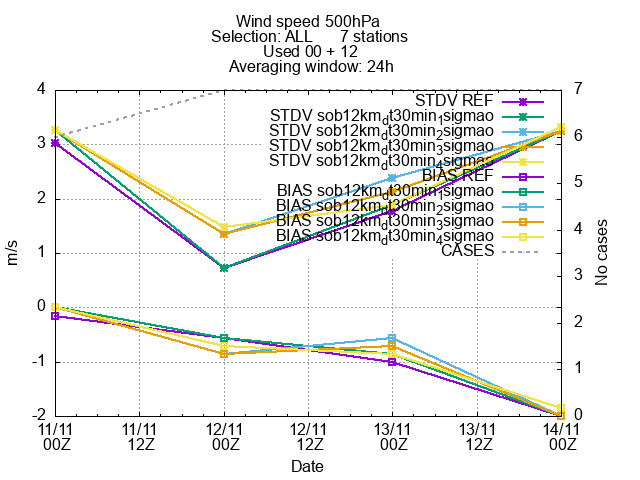 Wind speed 500hPa
Selection: ALL 7 stations
Used 00 + 12
Averaging window: 24h
STDV REF
STDV sob12km_dt30min_1sigmao
STDV sob12km_dt30min_2sigmao
STDV sob12km_dt30min_3sigmao
STDV sob12km_dt30min_4sigmao
BIAS REF
BIAS sob12km_dt30min_1sigmao
BIAS sob12km_dt30min_2sigmao
BIAS sob12km_dt30min_3sigmao
BIAS sob12km_dt30min_4sigmao
CASES
4
3
2
1
0
-1
-2
m/s
7
6
5
4
3
2
1
0
No cases
11/11 11/11 12/11 12/11 13/11 13/11 14/11
00Z 12Z 00Z 12Z 00Z 12Z 00Z
Date